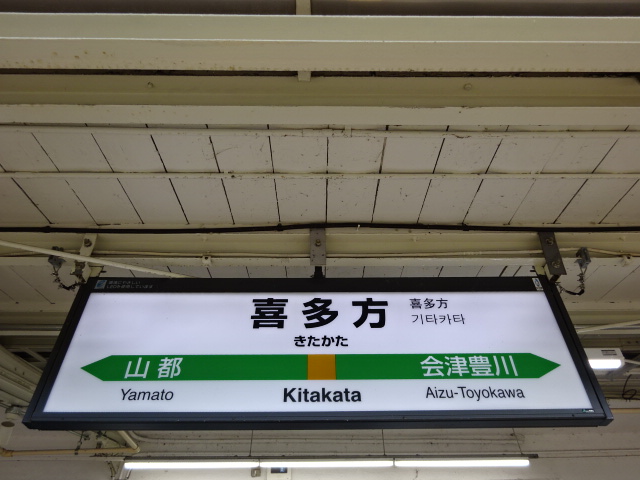 喜多方
喜多方
기타카타
きたかた
山都
会津豊川
Yamato
Kitakata
Aizu-Toyokawa